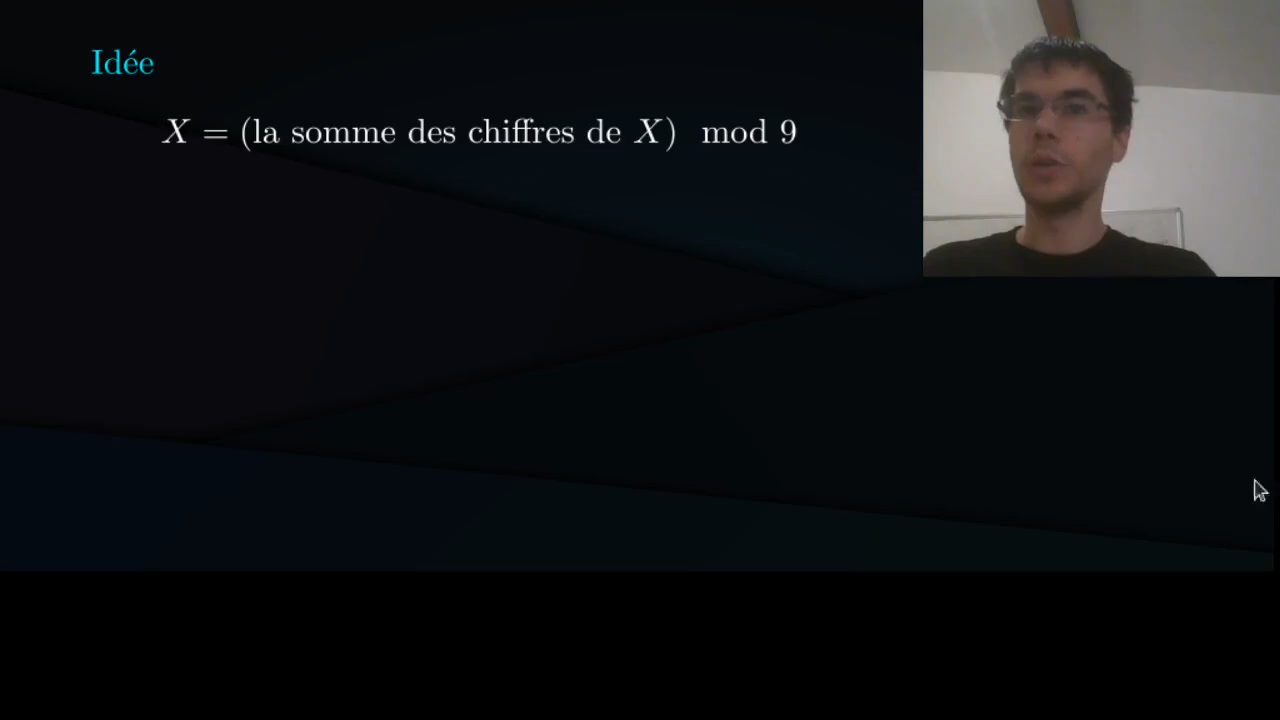 Idée
X = (la somme des chiffres de X) mod 9